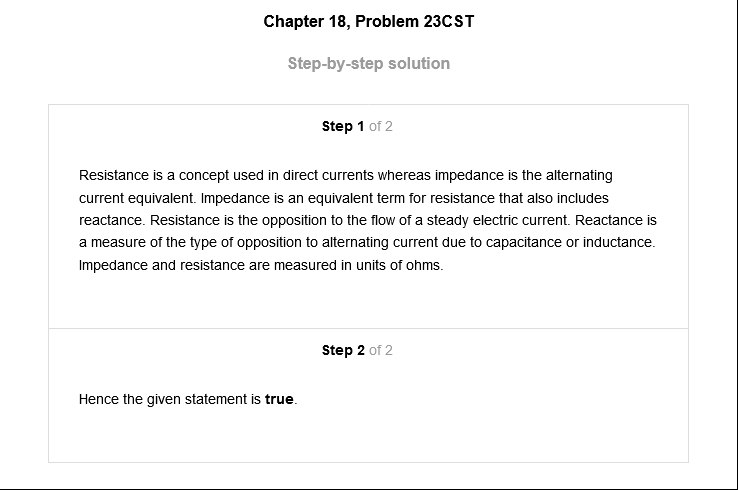 Chapter 18, Problem 23CST
Step-by-step solution
Step 1 of 2
Resistance is a concept used in direct currents whereas impedance is the alternating
current equivalent. Impedance is an equivalent term for resistance that also includes
reactance. Resistance is the opposition to the flow of a steady electric current. Reactance is
a measure of the type of opposition to alternating current due to capacitance or inductance.
Impedance and resistance are measured in units of ohms.
Step 2 of 2
Hence the given statement is true.